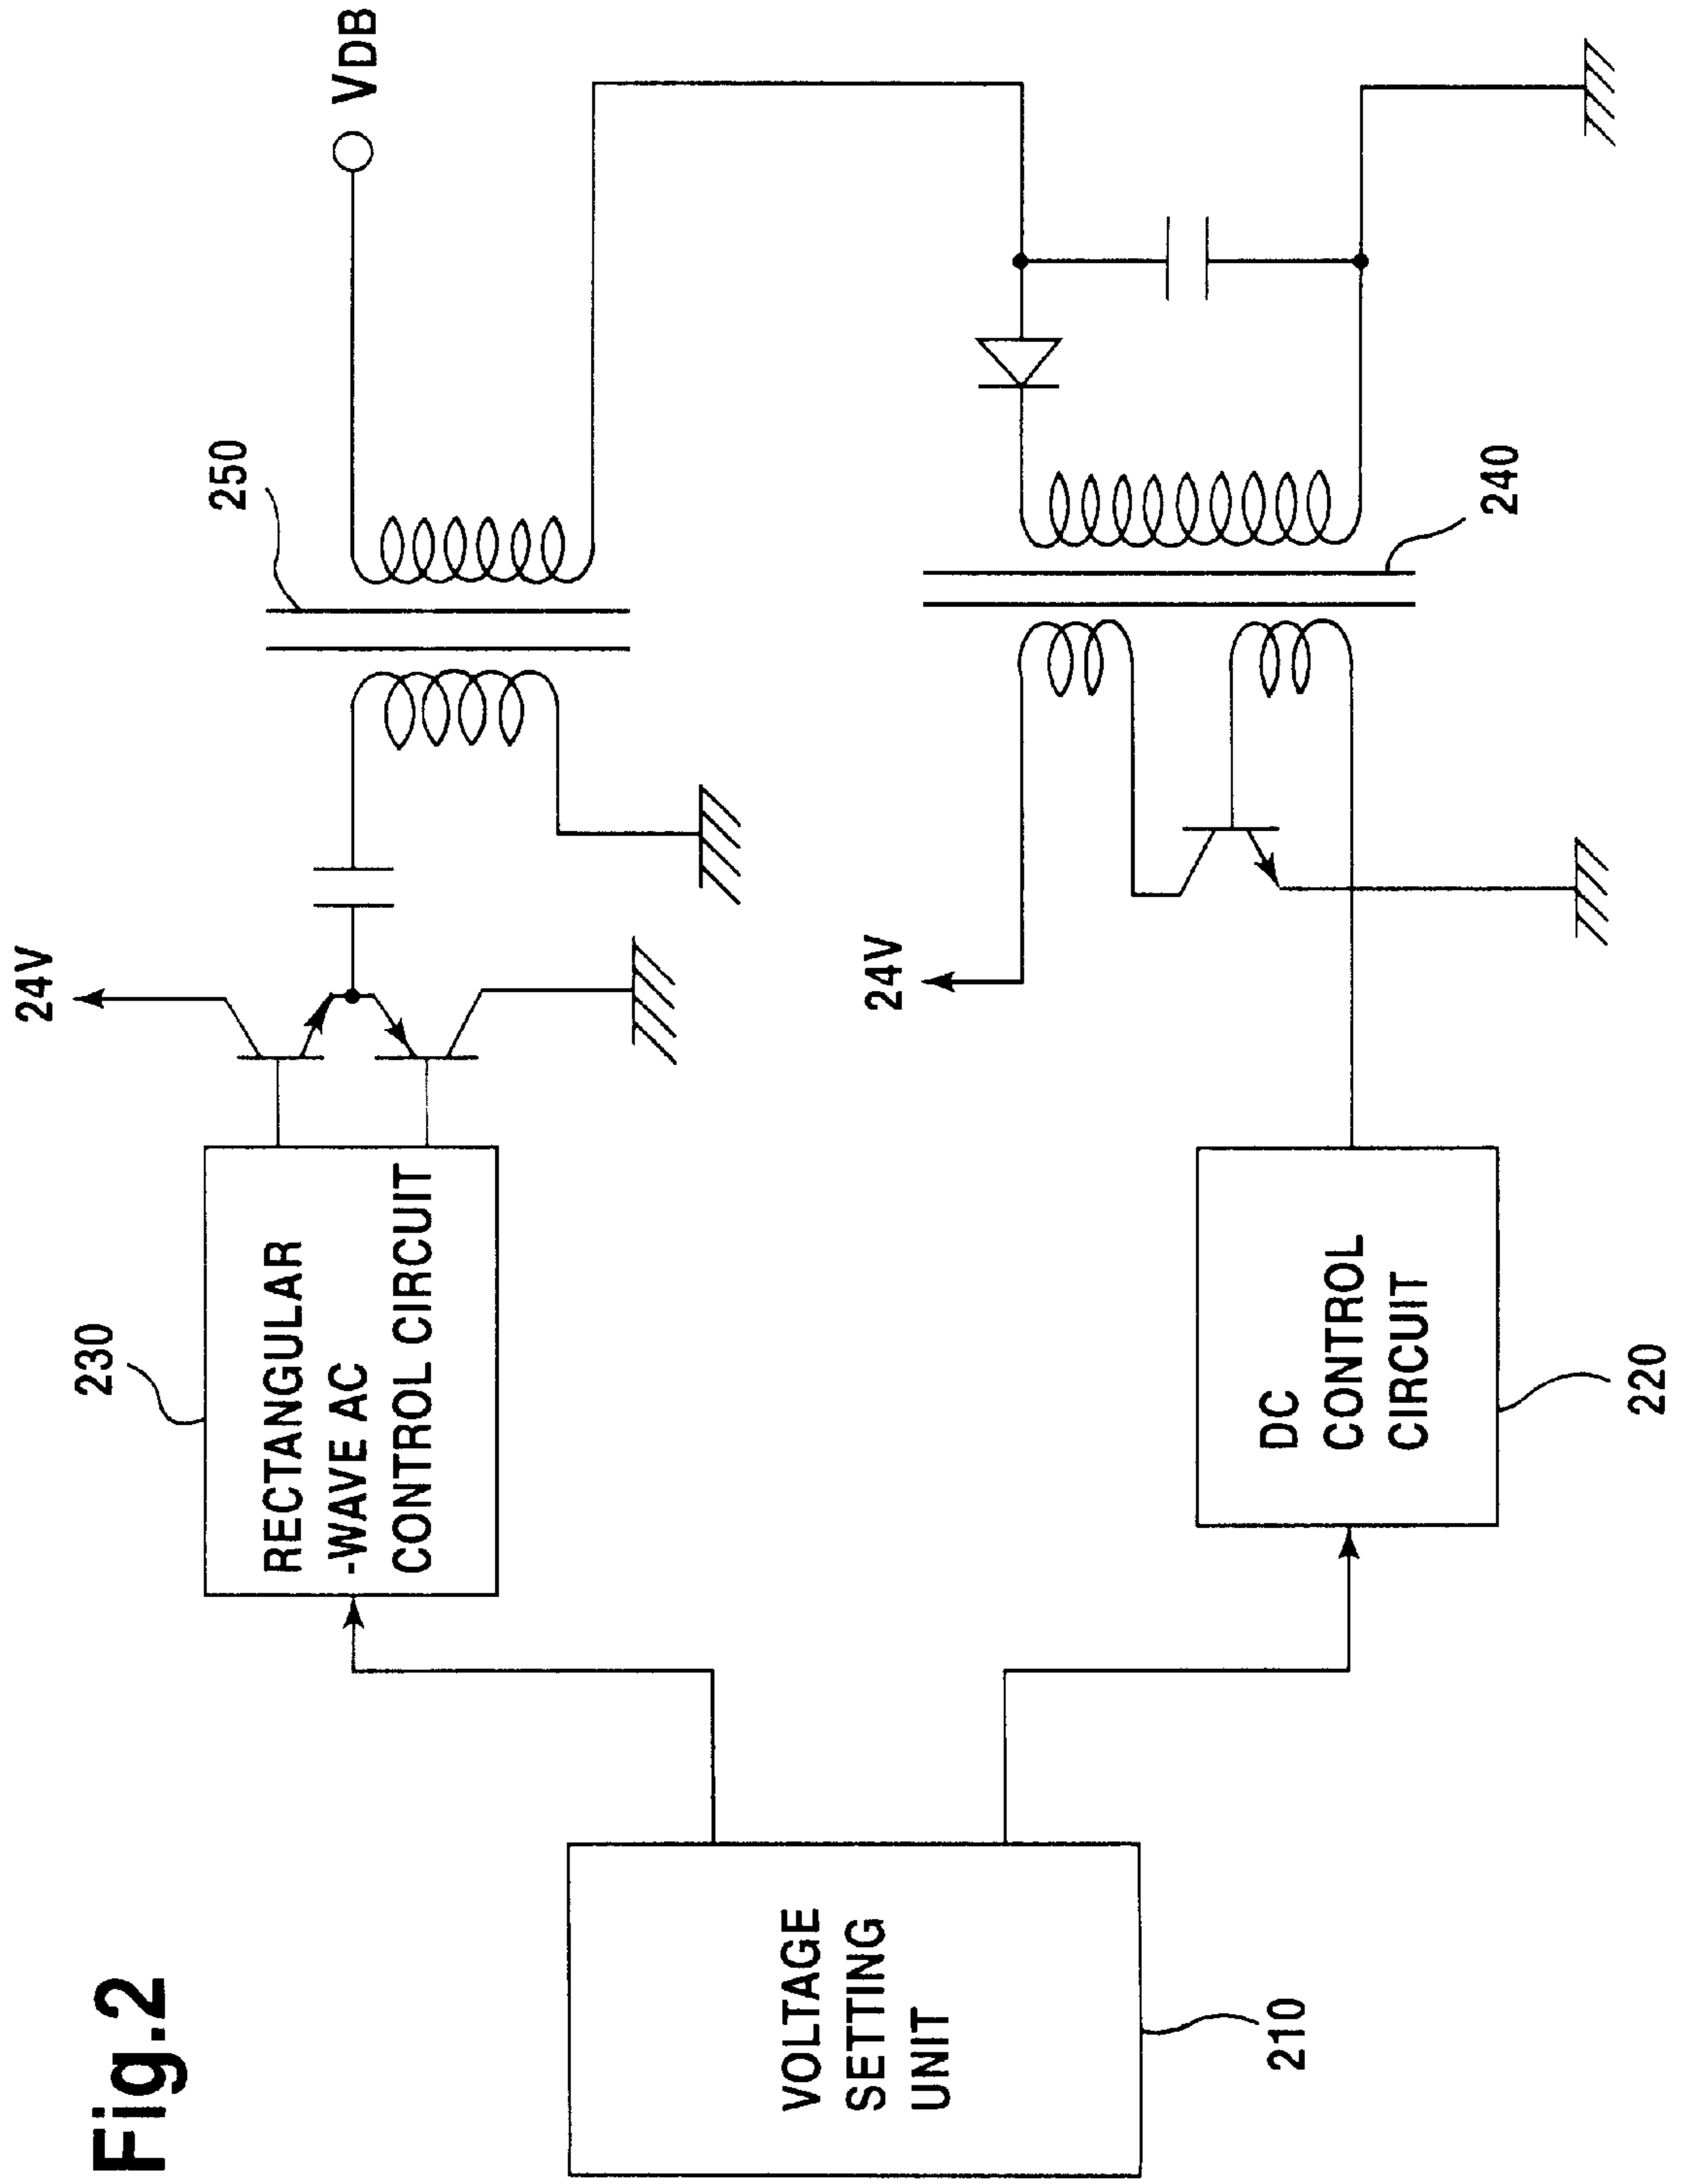 Fig.2
VOLTAGE
SETTING
UNIT
210
RECTANGULAR
-WAVE AC
CONTROL CIRCUIT
230
DC
CONTROL
CIRCUIT
220
24V
24V
250
240
VDB